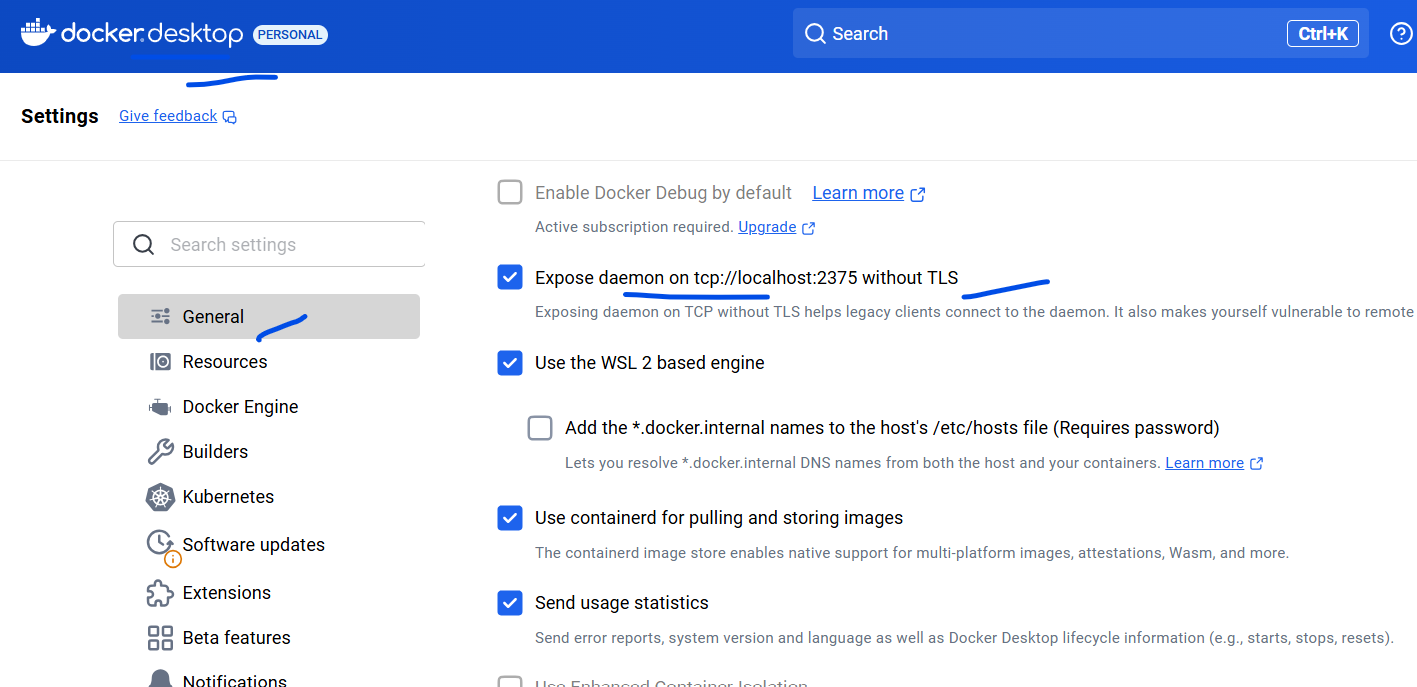 docker.desktop PERSONAL
Search
Ctrl+K
Settings
Give feedback
Search settings
General
Resources
Docker Engine
Builders
Kubernetes
Software updates
Extensions
Beta features
Notifications
Enable Docker Debug by default Learn more
Active subscription required. Upgrade
Expose daemon on tcp://localhost:2375 without TLS
Exposing daemon on TCP without TLS helps legacy clients connect to the daemon. It also makes yourself vulnerable to remote
Use the WSL 2 based engine
Add the *.docker.internal names to the host's /etc/hosts file (Requires password)
Lets you resolve *.docker.internal DNS names from both the host and your containers. Learn more
Use containerd for pulling and storing images
The containerd image store enables native support for multi-platform images, attestations, Wasm, and more.
Send usage statistics
Send error reports, system version and language as well as Docker Desktop lifecycle information (e.g., starts, stops, resets).
Use Enhanced Container Isolation